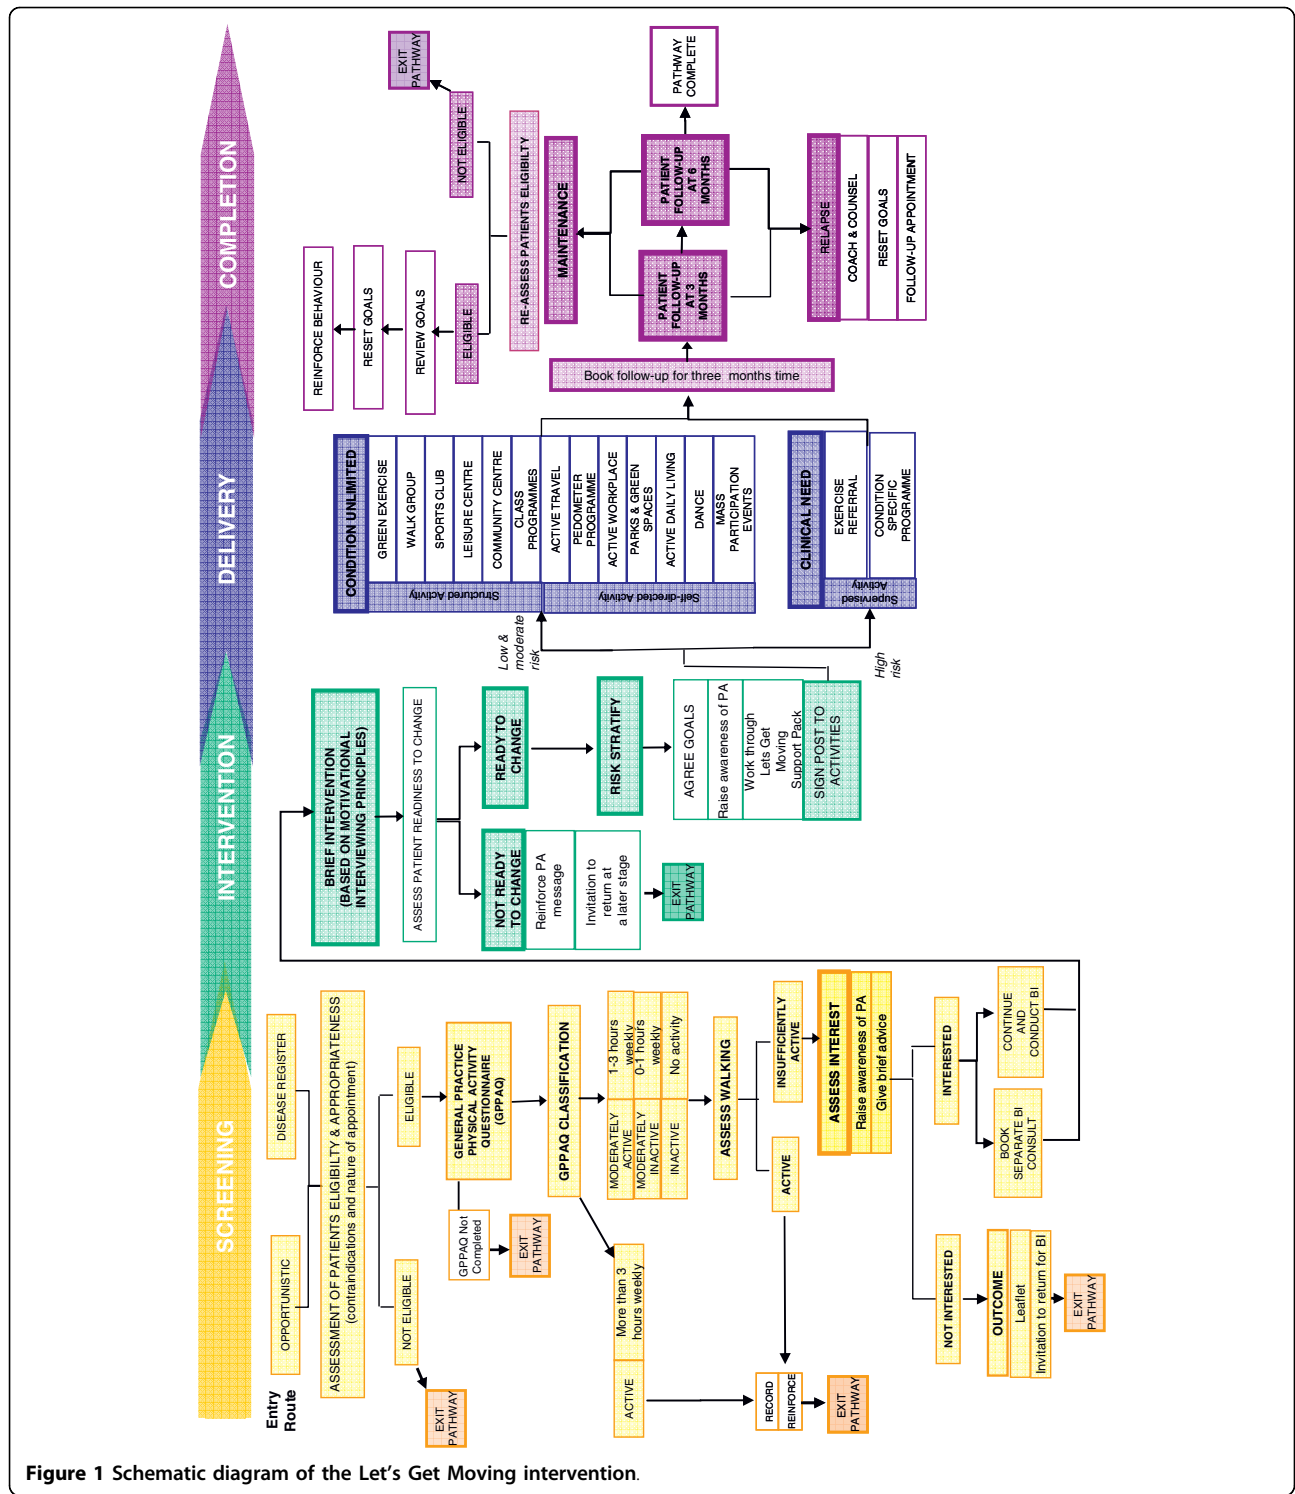 SCREENING
INTERVENTION
DELIVERY
COMPLETION
Entry
Route
OPPORTUNISTIC
DISEASE REGISTER
ASSESSMENT OF PATIENTS ELIGIBILTY & APPROPRIATENESS
(contraindications and nature of appointment)
NOT ELIGIBLE
ELIGIBLE
EXIT
PATHWAY
GENERAL PRACTICE
PHYSICAL ACTIVITY
QUESTIONNAIRE
(GPPAQ)
GPPAQ Not
Completed
EXIT
PATHWAY
GPPAQ CLASSIFICATION
ACTIVE
More than 3
hours weekly
MODERATELY
ACTIVE
1-3 hours
weekly
MODERATELY
INACTIVE
0-1 hours
weekly
INACTIVE
No activity
ASSESS WALKING
ACTIVE
INSUFFICIENTLY
ACTIVE
RECORD
REINFORCE
EXIT
PATHWAY
ASSESS INTEREST
Raise awareness of PA
Give brief advice
NOT INTERESTED
INTERESTED
OUTCOME
Leaflet
Invitation to return for BI
EXIT
PATHWAY
BOOK
SEPARATE BI
CONSULT
CONTINUE
AND
CONDUCT BI
BRIEF INTERVENTION
(BASED ON MOTIVATIONAL
INTERVIEWING PRINCIPLES)
ASSESS PATIENT READINESS TO CHANGE
NOT READY
TO CHANGE
Reinforce PA
message
Invitation to
return at
a later stage
EXIT
PATHWAY
READY TO
CHANGE
RISK STRATIFY
AGREE GOALS
Raise awareness of PA
Work through
Lets Get
Moving
Support Pack
SIGN POST TO
ACTIVITIES
Low &
moderate
risk
High
risk
CONDITION UNLIMITED
Structured Activity
GREEN EXERCISE
WALK GROUP
SPORTS CLUB
LEISURE CENTRE
COMMUNITY CENTRE
CLASS
PROGRAMMES
Self-directed Activity
ACTIVE TRAVEL
PEDOMETER
PROGRAMME
ACTIVE WORKPLACE
PARKS & GREEN
SPACES
ACTIVE DAILY LIVING
DANCE
MASS
PARTICIPATION
EVENTS
CLINICAL NEED
Supervised
Activity
EXERCISE
REFERRAL
CONDITION
SPECIFIC
PROGRAMME
Book follow-up for three months time
REINFORCE BEHAVIOUR
RESET GOALS
REVIEW GOALS
ELIGIBLE
NOT ELIGIBLE
EXIT
PATHWAY
RE-ASSESS PATIENTS ELIGIBILTY
MAINTENANCE
PATIENT
FOLLOW-UP
AT 3
MONTHS
PATIENT
FOLLOW-UP
AT 6
MONTHS
PATHWAY
COMPLETE
RELAPSE
COACH & COUNSEL
RESET GOALS
FOLLOW-UP APPOINTMENT
Figure 1 Schematic diagram of the Let's Get Moving intervention.